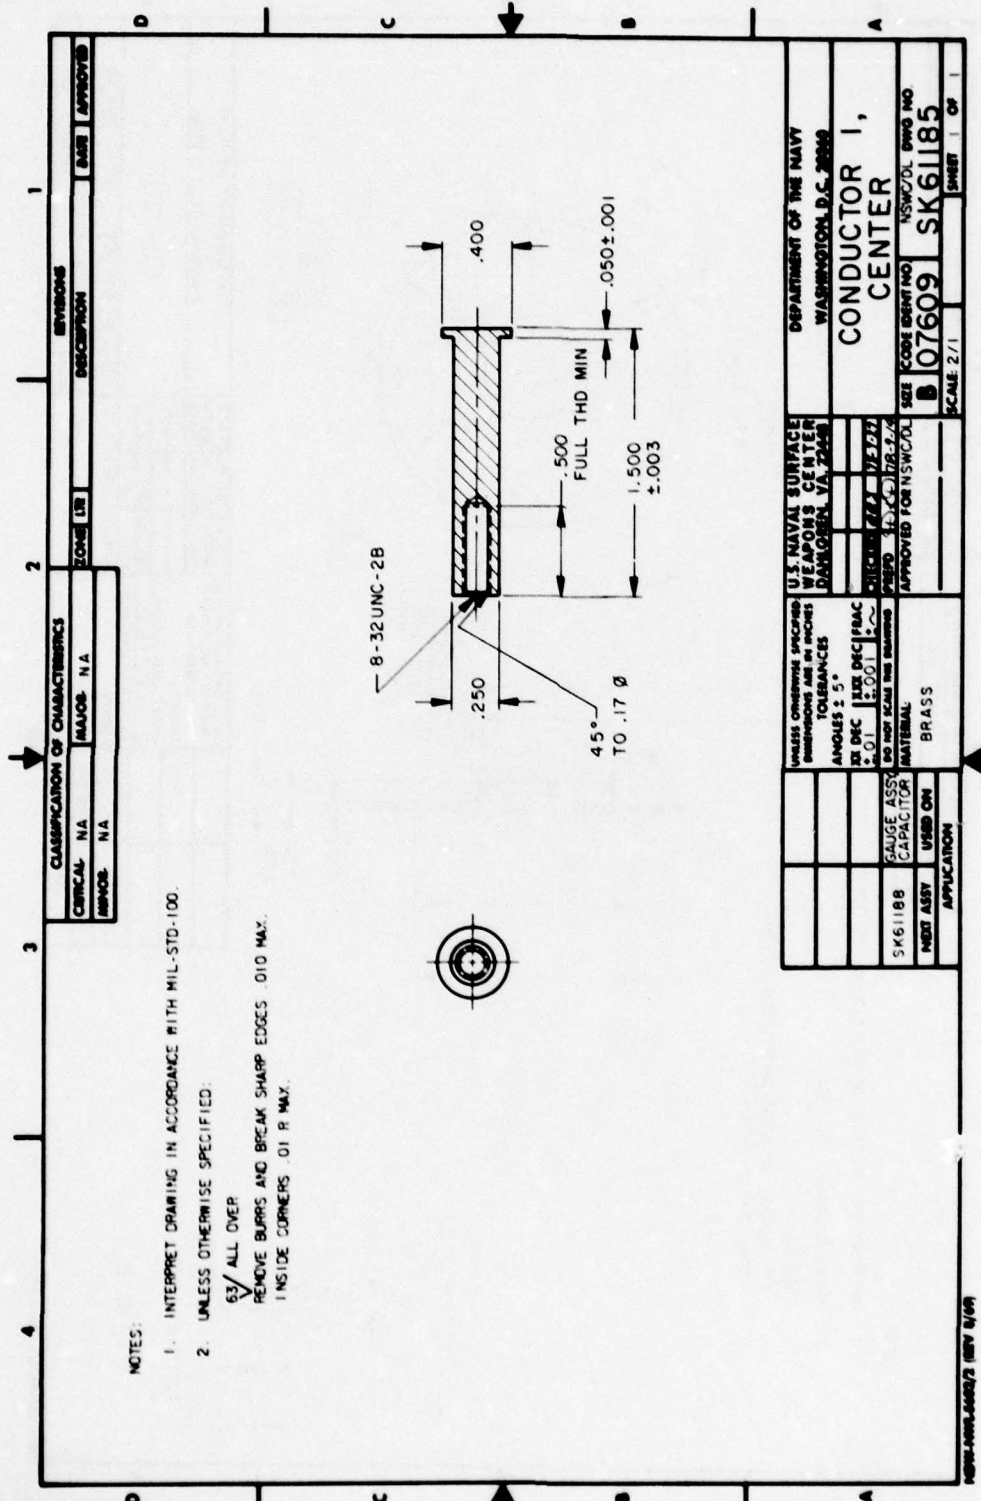 4
3
2
1
D
C
B
A
CLASSIFICATION OF CHARACTERISTICS
CRITICAL- NA
MAJOR- NA
MINOR- NA
REVISIONS
ZONE
LTR
DESCRIPTION
DATE
APPROVED
NOTES:
1. INTERPRET DRAWING IN ACCORDANCE WITH MIL-STD-100.
2. UNLESS OTHERWISE SPECIFIED:
63/ ALL OVER
REMOVE BURRS AND BREAK SHARP EDGES .010 MAX.
INSIDE CORNERS .01 R MAX.
8-32UNC-2B
.250
45°
TO .17 Ø
.400
.500
FULL THD MIN
.050±.001
1.500
±.003
SK61188
GAUGE ASSY
CAPACITOR
NEXT ASSY
USED ON
APPLICATION
UNLESS OTHERWISE SPECIFIED:
DIMENSIONS ARE IN INCHES
TOLERANCES
ANGLES ± 5°
XX DEC
XXX DEC
FRAC
±.01
±.001
±~
DO NOT SCALE THIS DRAWING
MATERIAL:
BRASS
U.S. NAVAL SURFACE
WEAPONS CENTER
DAHLGREN, VA. 22448
PREPD
APPROVED FOR NSWC/DL
DEPARTMENT OF THE NAVY
WASHINGTON, D.C.
CONDUCTOR 1,
CENTER
SIZE
B
CODE IDENT NO.
07609
NSWC/DL DWG NO.
SK61185
SCALE: 2/1
SHEET 1 OF 1
D
C
B
A